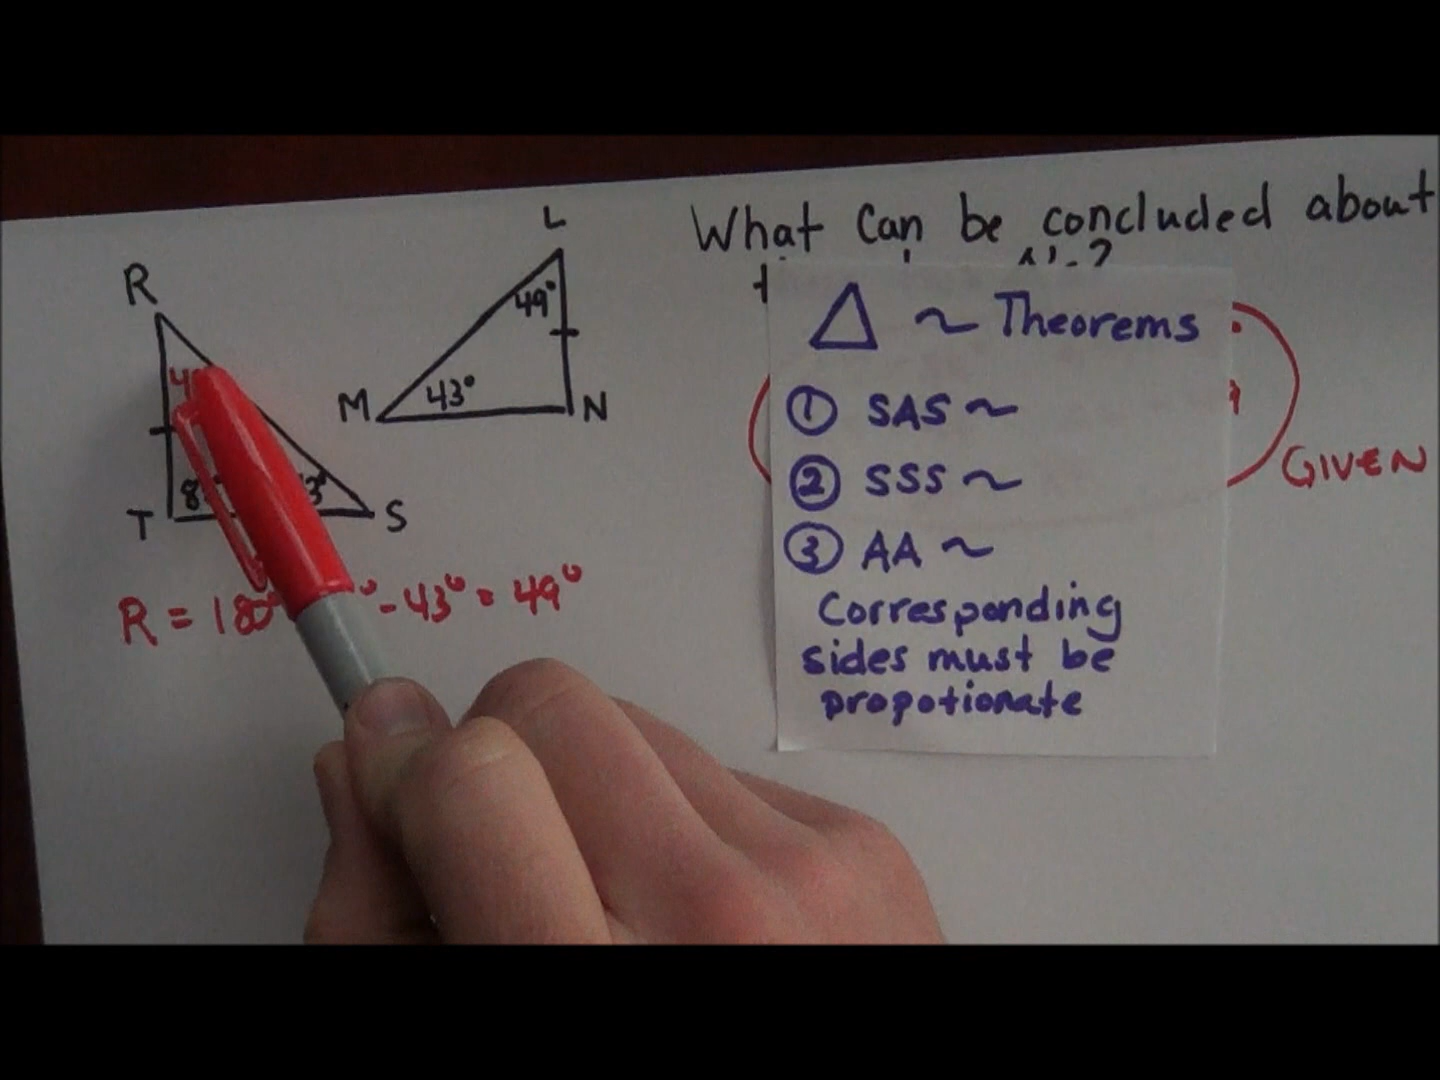 What can be concluded about
R
49°
T
S
L
49°
M
43°
N
R = 180° - 43° = 49°
△ ~ Theorems
① SAS ~
② SSS ~
③ AA ~
Corresponding
sides must be
propotionate
GIVEN